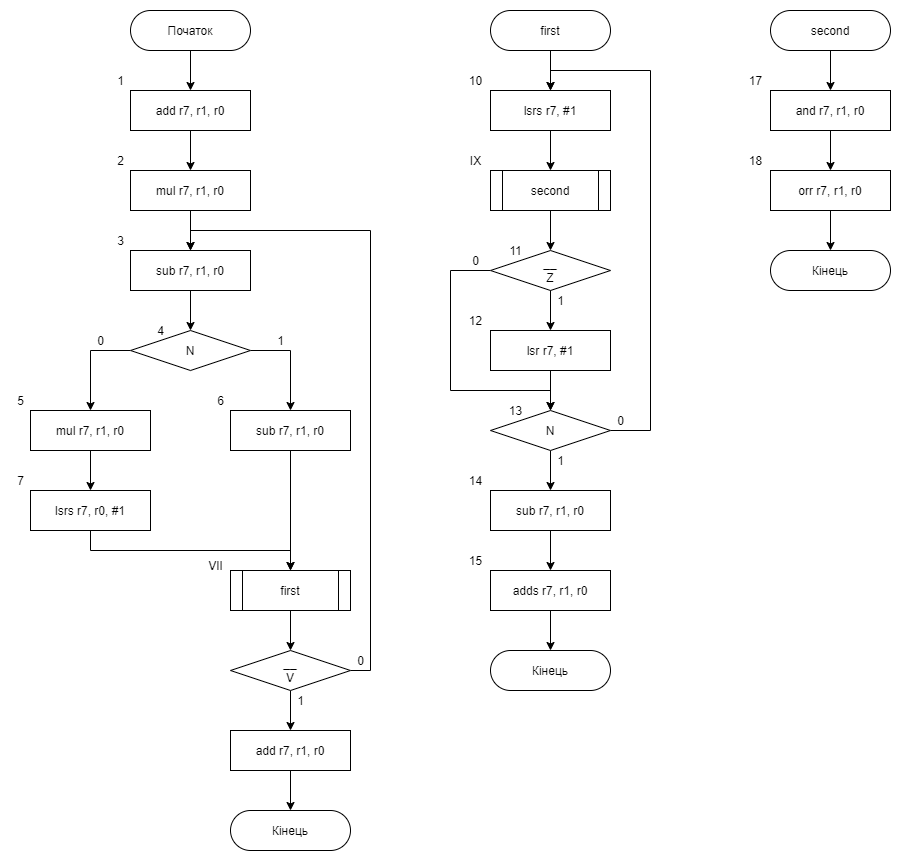 Початок
1
add r7, r1, r0
2
mul r7, r1, r0
3
sub r7, r1, r0
4
N
0
1
5
mul r7, r1, r0
6
sub r7, r1, r0
7
lsrs r7, r0, #1
VII
first
V̅
0
1
add r7, r1, r0
Кінець
first
10
lsrs r7, #1
IX
second
11
Z̅
0
1
12
lsr r7, #1
13
N
0
1
14
sub r7, r1, r0
15
adds r7, r1, r0
Кінець
second
17
and r7, r1, r0
18
orr r7, r1, r0
Кінець